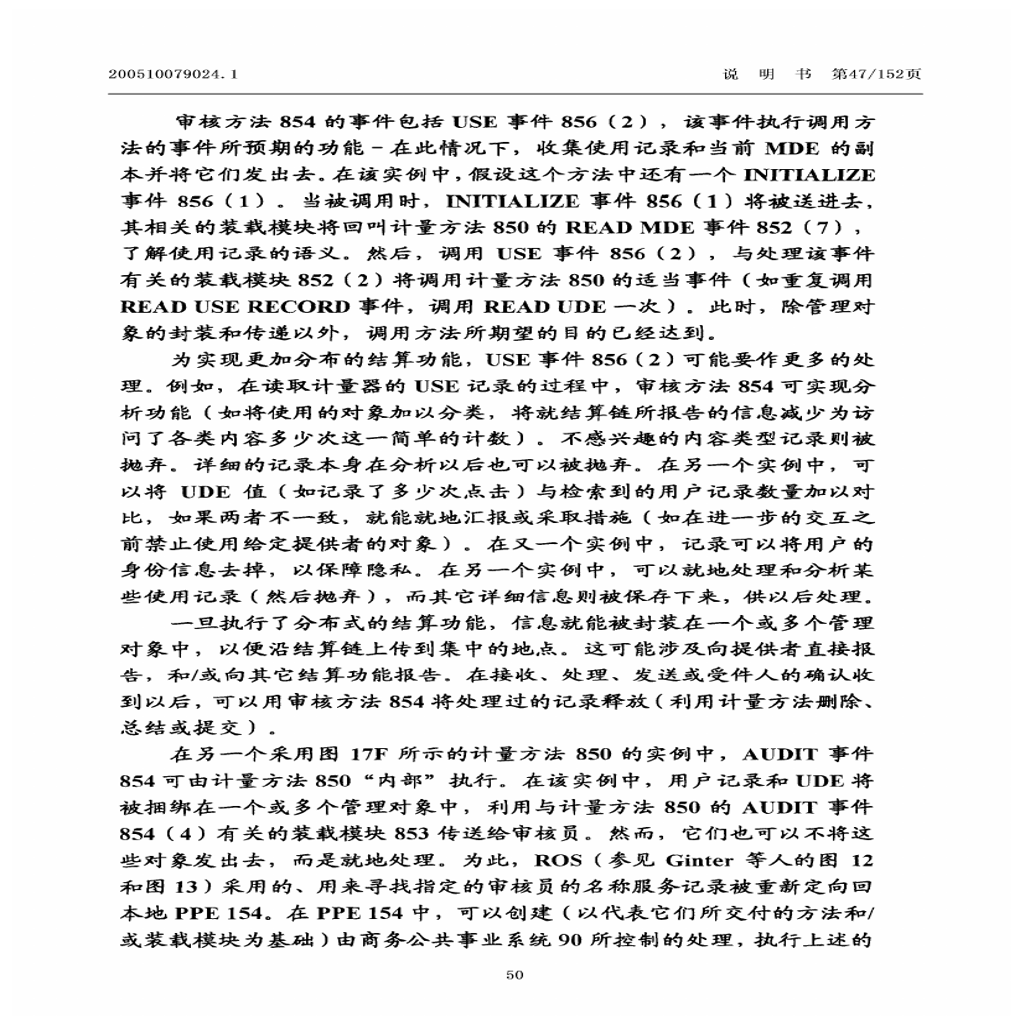 200510079024.1 说 明 书 第47/152页
审核方法 854 的事件包括 USE 事件 856（2），该事件执行调用方
法的事件所预期的功能－在此情况下，收集使用记录和当前 MDE 的副
本并将它们发出去。在该实例中，假设这个方法中还有一个 INITIALIZE
事件 856（1）。当被调用时，INITIALIZE 事件 856（1）将被送进去，
其相关的装载模块将回叫计量方法 850 的 READ MDE 事件 852（7），
了解使用记录的语义。然后，调用 USE 事件 856（2），与处理该事件
有关的装载模块 852（2）将调用计量方法 850 的适当事件（如重复调用
READ USE RECORD 事件，调用 READ UDE 一次）。此时，除管理对
象的封装和传递以外，调用方法所期望的目的已经达到。
为实现更加分布的结算功能，USE 事件 856（2）可能要作更多的处
理。例如，在读取计量器的 USE 记录的过程中，审核方法 854 可实现分
析功能（如将使用的对象加以分类，将就结算链所报告的信息减少为访
问了各类内容多少次这一简单的计数）。不感兴趣的内容类型记录则被
抛弃。详细的记录本身在分析以后也可以被抛弃。在另一个实例中，可
以将 UDE 值（如记录了多少次点击）与检索到的用户记录数量加以对
比，如果两者不一致，就能就地汇报或采取措施（如在进一步的交互之
前禁止使用给定提供者的对象）。在又一个实例中，记录可以将用户的
身份信息去掉，以保障隐私。在另一个实例中，可以就地处理和分析某
些使用记录（然后抛弃），而其它详细信息则被保存下来，供以后处理。
一旦执行了分布式的结算功能，信息就能被封装在一个或多个管理
对象中，以便沿结算链上传到集中的地点。这可能涉及向提供者直接报
告，和/或向其它结算功能报告。在接收、处理、发送或受件人的确认收
到以后，可以用审核方法 854 将处理过的记录释放（利用计量方法删除、
总结或提交）。
在另一个采用图 17F 所示的计量方法 850 的实例中，AUDIT 事件
854 可由计量方法 850 “内部” 执行。在该实例中，用户记录和 UDE 将
被捆绑在一个或多个管理对象中，利用与计量方法 850 的 AUDIT 事件
854（4）有关的装载模块 853 传送给审核员。然而，它们也可以不将这
些对象发出去，而是就地处理。为此，ROS（参见 Ginter 等人的图 12
和图 13）采用的、用来寻找指定的审核员的名称服务记录被重新定向回
本地 PPE 154。在 PPE 154 中，可以创建（以代表它们所交付的方法和/
或装载模块为基础）由商务公共事业系统 90 所控制的处理，执行上述的
50